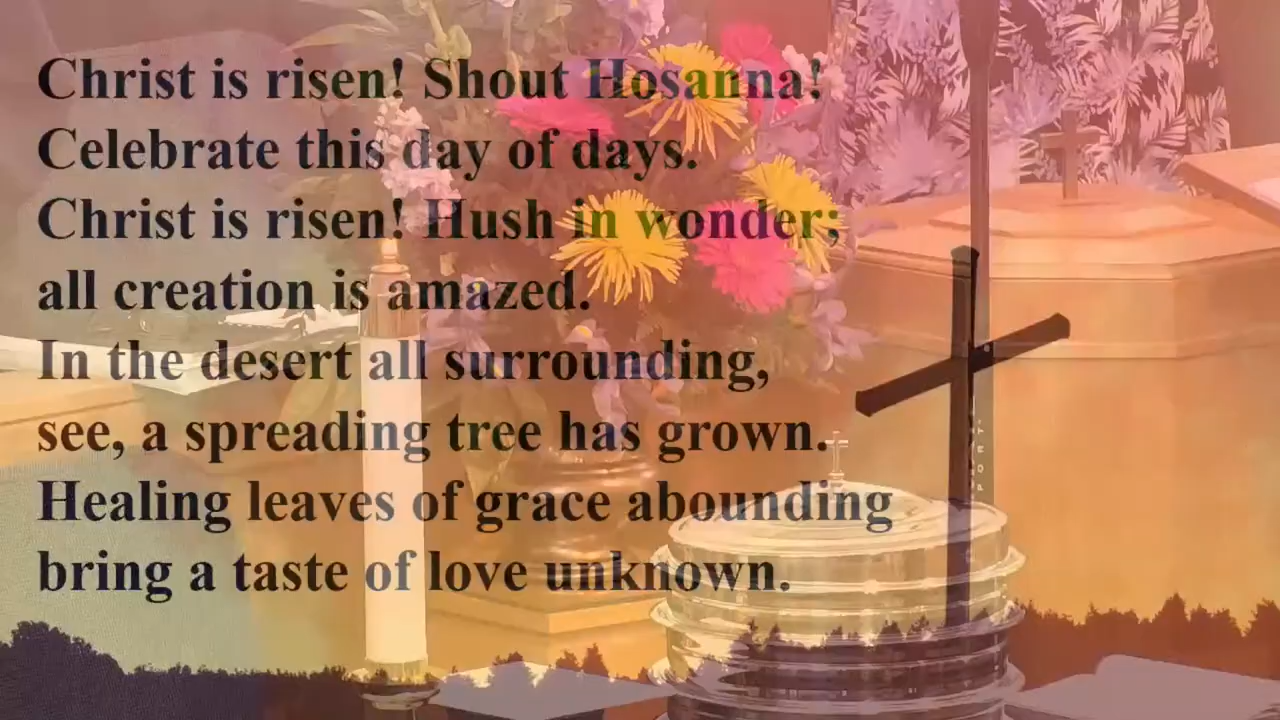 Christ is risen! Shout Hosanna!
Celebrate this day of days.
Christ is risen! Hush in wonder;
all creation is amazed.
In the desert all surrounding,
see, a spreading tree has grown.
Healing leaves of grace abounding
bring a taste of love unknown.